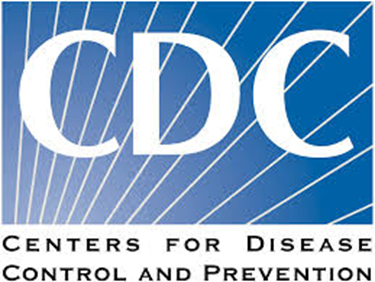 CDC
CENTERS FOR DISEASE
CONTROL AND PREVENTION